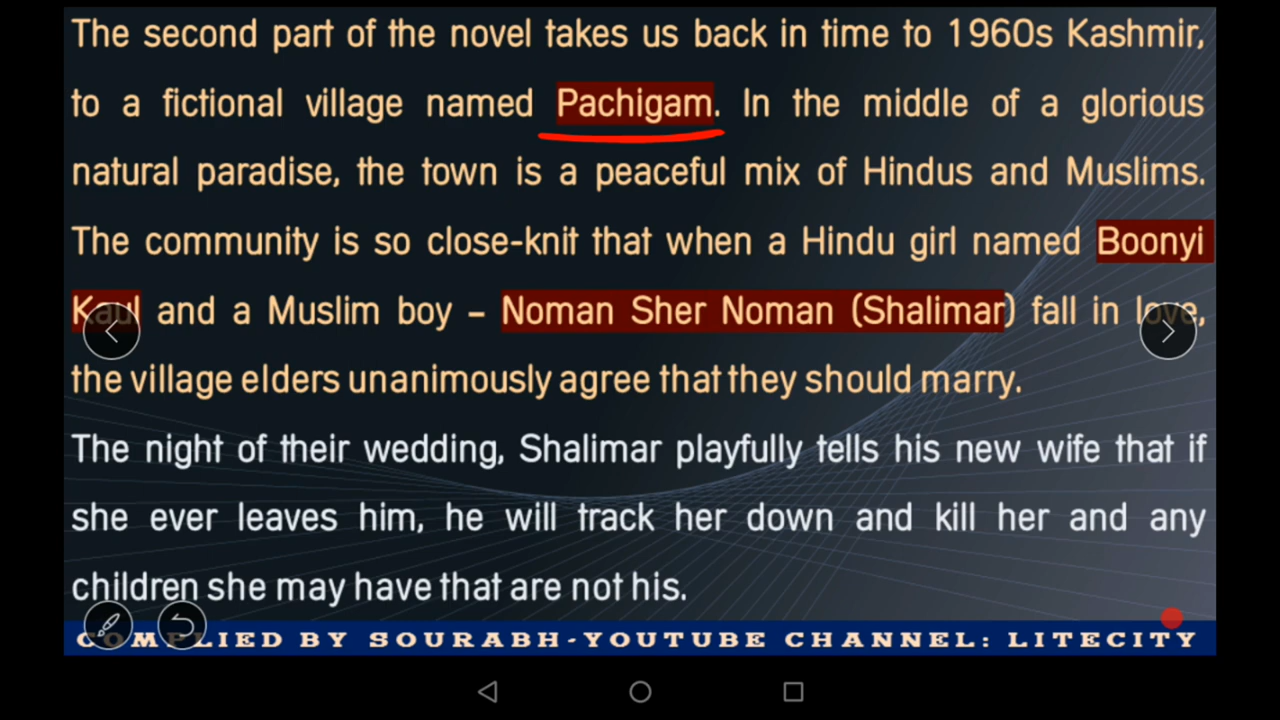 The second part of the novel takes us back in time to 1960s Kashmir,
to a fictional village named Pachigam. In the middle of a glorious
natural paradise, the town is a peaceful mix of Hindus and Muslims.
The community is so close-knit that when a Hindu girl named Boonyi
Kaul and a Muslim boy – Noman Sher Noman (Shalimar) fall in love,
the village elders unanimously agree that they should marry.
The night of their wedding, Shalimar playfully tells his new wife that if
she ever leaves him, he will track her down and kill her and any
children she may have that are not his.
COMPLIED BY SOURABH-YOUTUBE CHANNEL: LITECITY